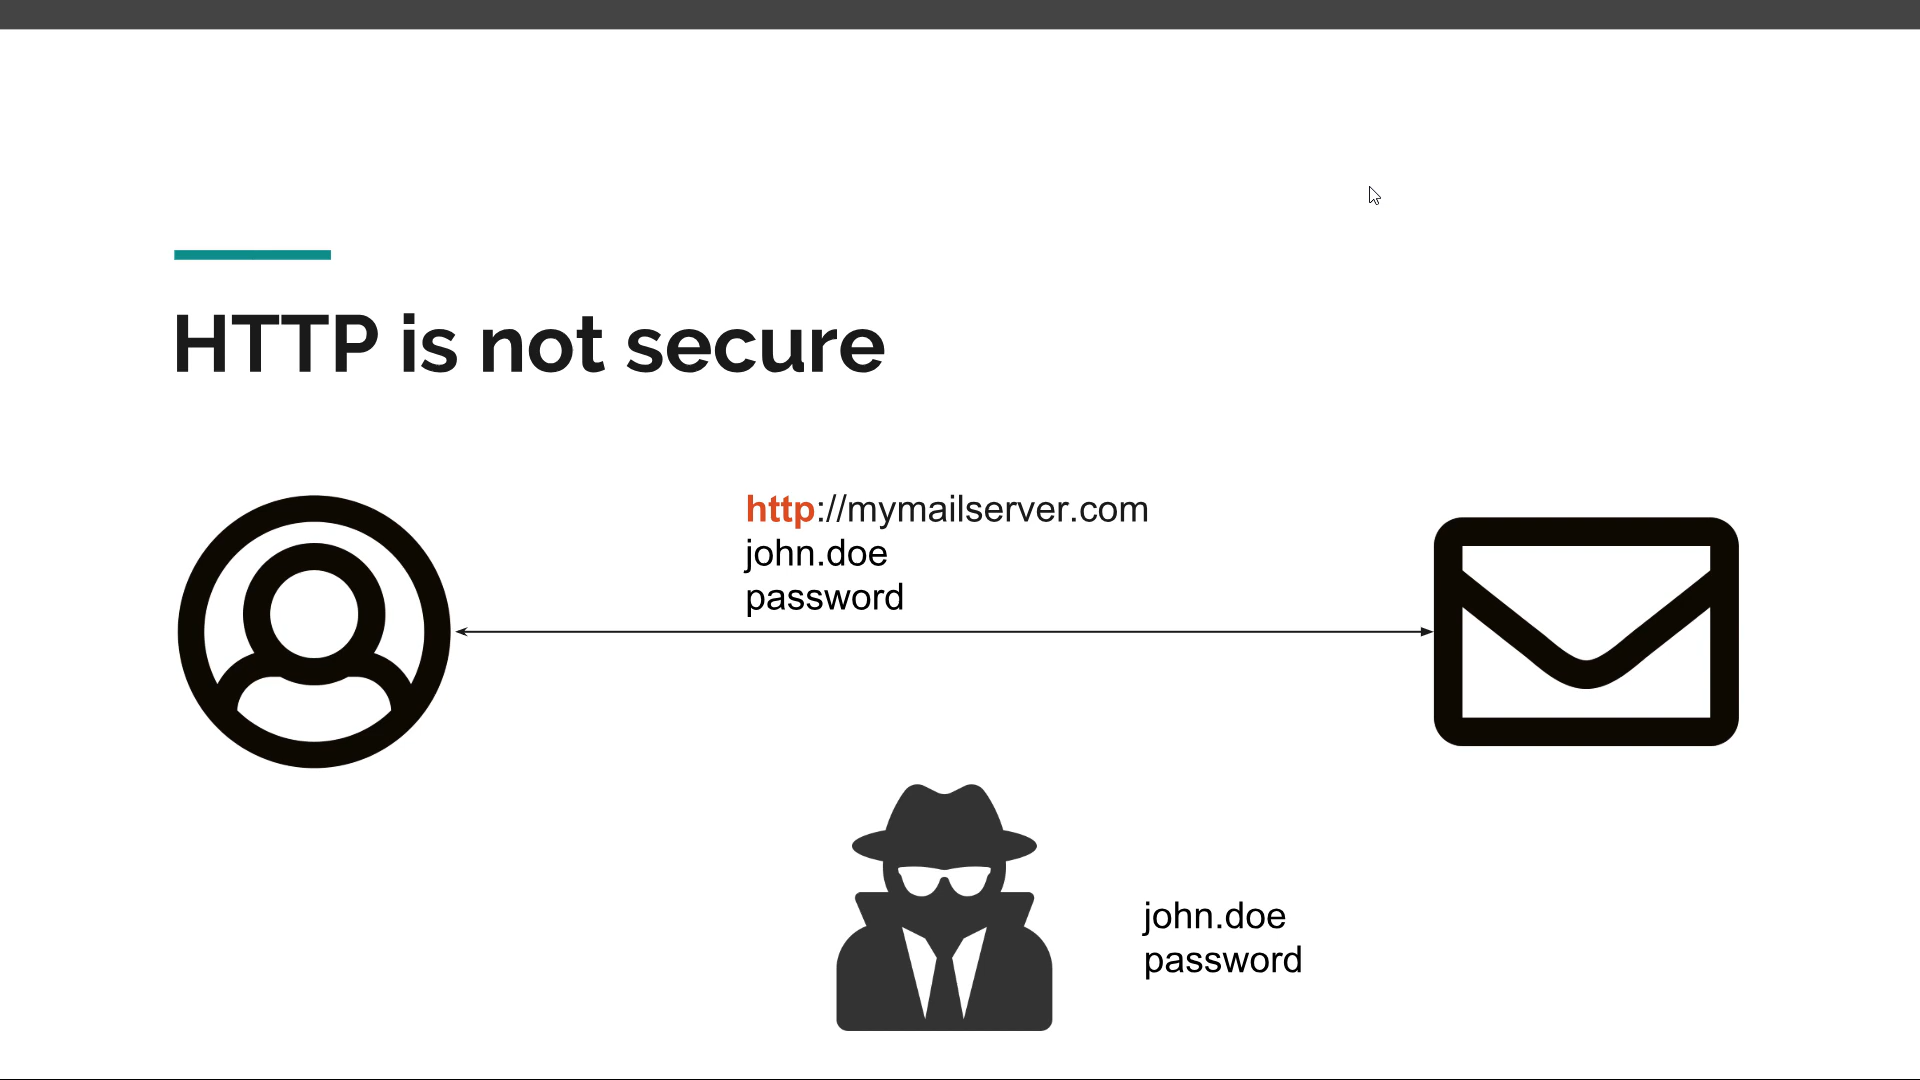 HTTP is not secure
http://mymailserver.com
john.doe
password
john.doe
password